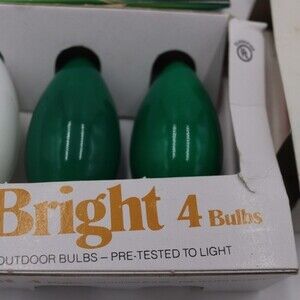 Bright 4 Bulbs
OUTDOOR BULBS – PRE-TESTED TO LIGHT